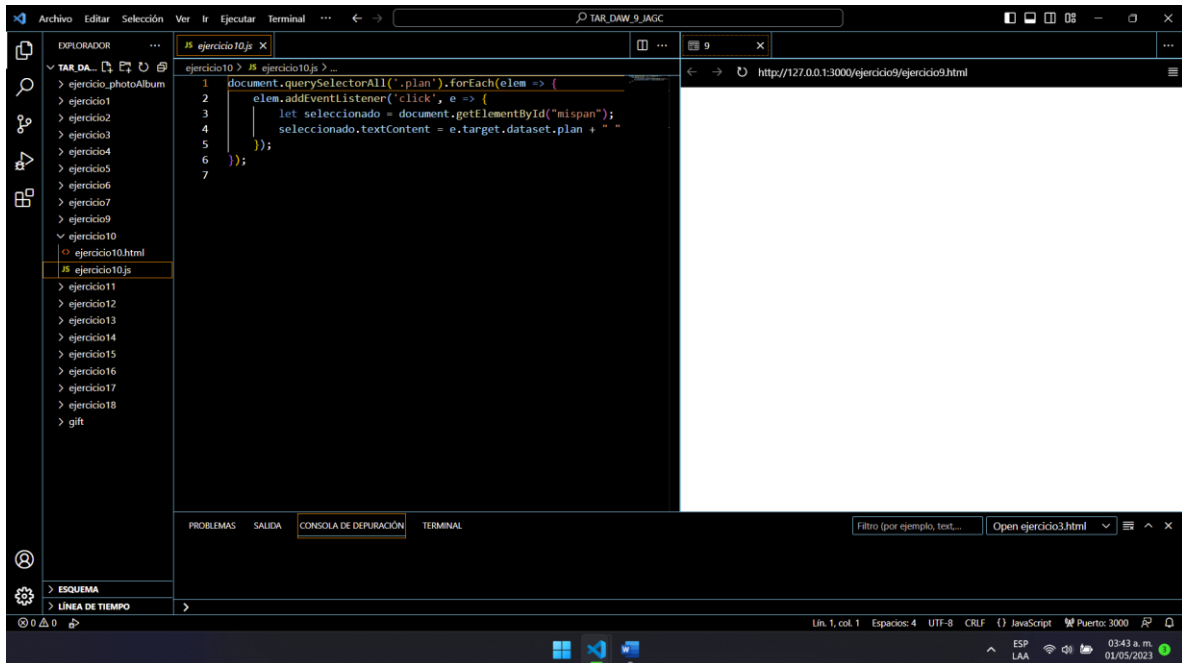 Archivo Editar Selección Ver Ir Ejecutar Terminal ··· TAR_DAW_9_JAGC
EXPLORADOR ···
TAR_DA...
> ejercicio_photoAlbum
> ejercicio1
> ejercicio2
> ejercicio3
> ejercicio4
> ejercicio5
> ejercicio6
> ejercicio7
> ejercicio9
ejercicio10
<> ejercicio10.html
JS ejercicio10.js
> ejercicio11
> ejercicio12
> ejercicio13
> ejercicio14
> ejercicio15
> ejercicio16
> ejercicio17
> ejercicio18
> gift
> ESQUEMA
> LÍNEA DE TIEMPO
JS ejercicio10.js ×
ejercicio10 > JS ejercicio10.js > ...
1 document.querySelectorAll('.plan').forEach(elem => {
2 elem.addEventListener('click', e => {
3 let seleccionado = document.getElementById("mispan");
4 seleccionado.textContent = e.target.dataset.plan + " "
5 });
6 });
7
9 ×
http://127.0.0.1:3000/ejercicio9/ejercicio9.html
PROBLEMAS SALIDA CONSOLA DE DEPURACIÓN TERMINAL Filtro (por ejemplo, text,... Open ejercicio3.html
>
0 0 Lín. 1, col. 1 Espacios: 4 UTF-8 CRLF {} JavaScript Puerto: 3000
ESP 03:43 a. m.
LAA 01/05/2023 3